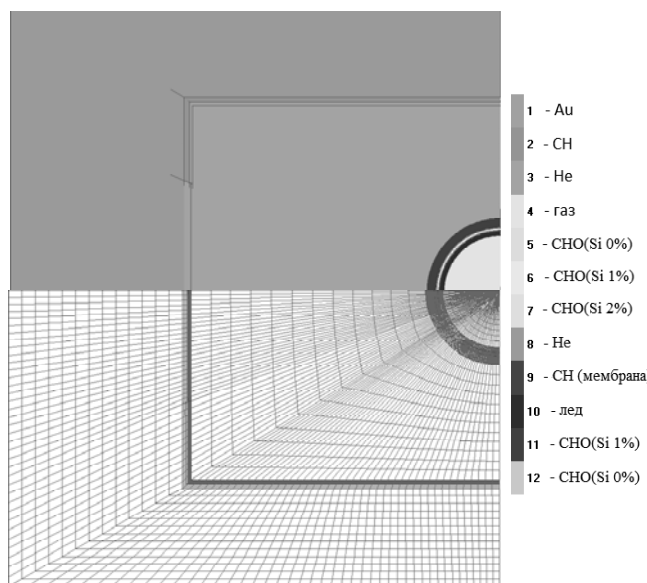 1 - Au
2 - CH
3 - He
4 - газ
5 - CHO(Si 0%)
6 - CHO(Si 1%)
7 - CHO(Si 2%)
8 - He
9 - CH (мембрана
10 - лед
11 - CHO(Si 1%)
12 - CHO(Si 0%)